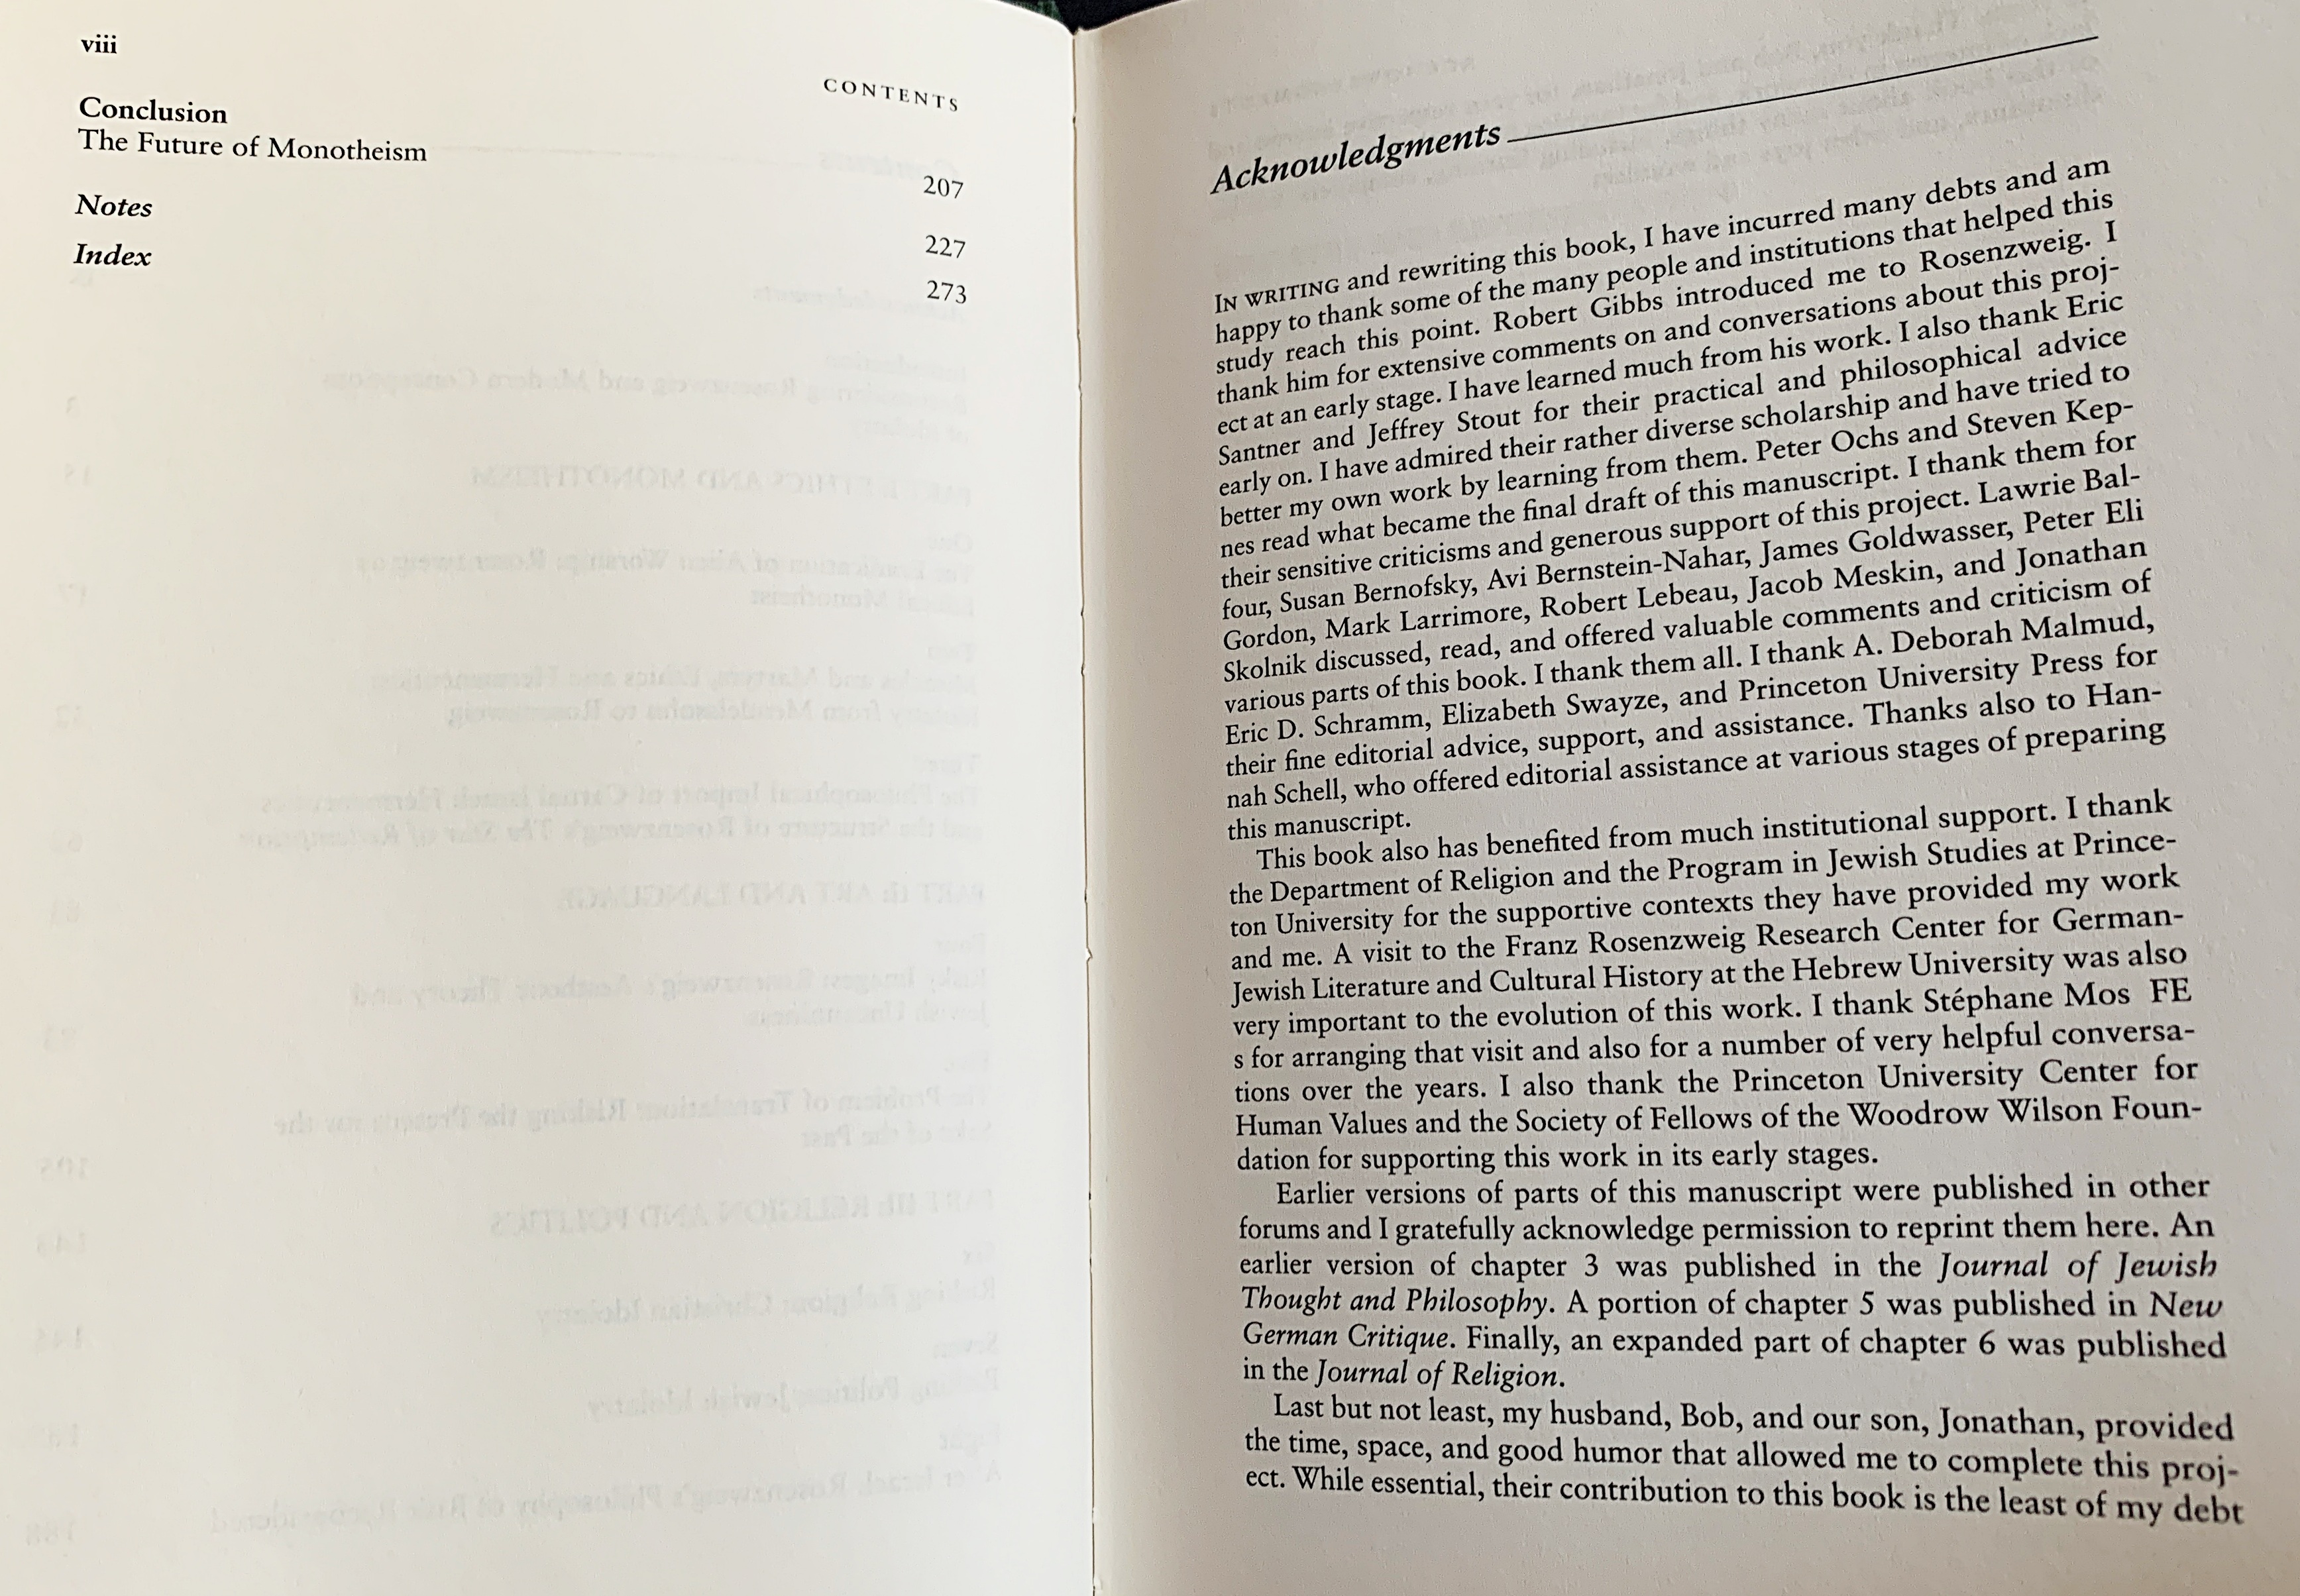 viii
CONTENTS
Conclusion
The Future of Monotheism
207
Notes
227
Index
273
Acknowledgments
IN WRITING and rewriting this book, I have incurred many debts and am
happy to thank some of the many people and institutions that helped this
study reach this point. Robert Gibbs introduced me to Rosenzweig. I
thank him for extensive comments on and conversations about this proj-
ect at an early stage. I have learned much from his work. I also thank Eric
Santner and Jeffrey Stout for their practical and philosophical advice
early on. I have admired their rather diverse scholarship and have tried to
better my own work by learning from them. Peter Ochs and Steven Kep-
nes read what became the final draft of this manuscript. I thank them for
their sensitive criticisms and generous support of this project. Lawrie Bal-
four, Susan Bernofsky, Avi Bernstein-Nahar, James Goldwasser, Peter Eli
Gordon, Mark Larrimore, Robert Lebeau, Jacob Meskin, and Jonathan
Skolnik discussed, read, and offered valuable comments and criticism of
various parts of this book. I thank them all. I thank A. Deborah Malmud,
Eric D. Schramm, Elizabeth Swayze, and Princeton University Press for
their fine editorial advice, support, and assistance. Thanks also to Han-
nah Schell, who offered editorial assistance at various stages of preparing
this manuscript.
This book also has benefited from much institutional support. I thank
the Department of Religion and the Program in Jewish Studies at Prince-
ton University for the supportive contexts they have provided my work
and me. A visit to the Franz Rosenzweig Research Center for German-
Jewish Literature and Cultural History at the Hebrew University was also
very important to the evolution of this work. I thank Stéphane Mos FE
s for arranging that visit and also for a number of very helpful conversa-
tions over the years. I also thank the Princeton University Center for
Human Values and the Society of Fellows of the Woodrow Wilson Foun-
dation for supporting this work in its early stages.
Earlier versions of parts of this manuscript were published in other
forums and I gratefully acknowledge permission to reprint them here. An
earlier version of chapter 3 was published in the Journal of Jewish
Thought and Philosophy. A portion of chapter 5 was published in New
German Critique. Finally, an expanded part of chapter 6 was published
in the Journal of Religion.
Last but not least, my husband, Bob, and our son, Jonathan, provided
the time, space, and good humor that allowed me to complete this proj-
ect. While essential, their contribution to this book is the least of my debt